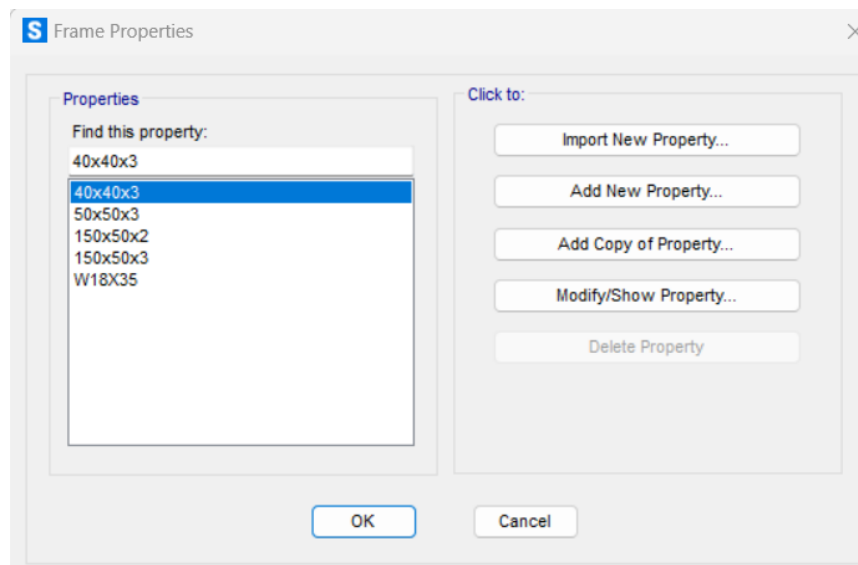 S Frame Properties
Properties
Find this property:
40x40x3
40x40x3
50x50x3
150x50x2
150x50x3
W18X35
Click to:
Import New Property...
Add New Property...
Add Copy of Property...
Modify/Show Property...
Delete Property
OK
Cancel